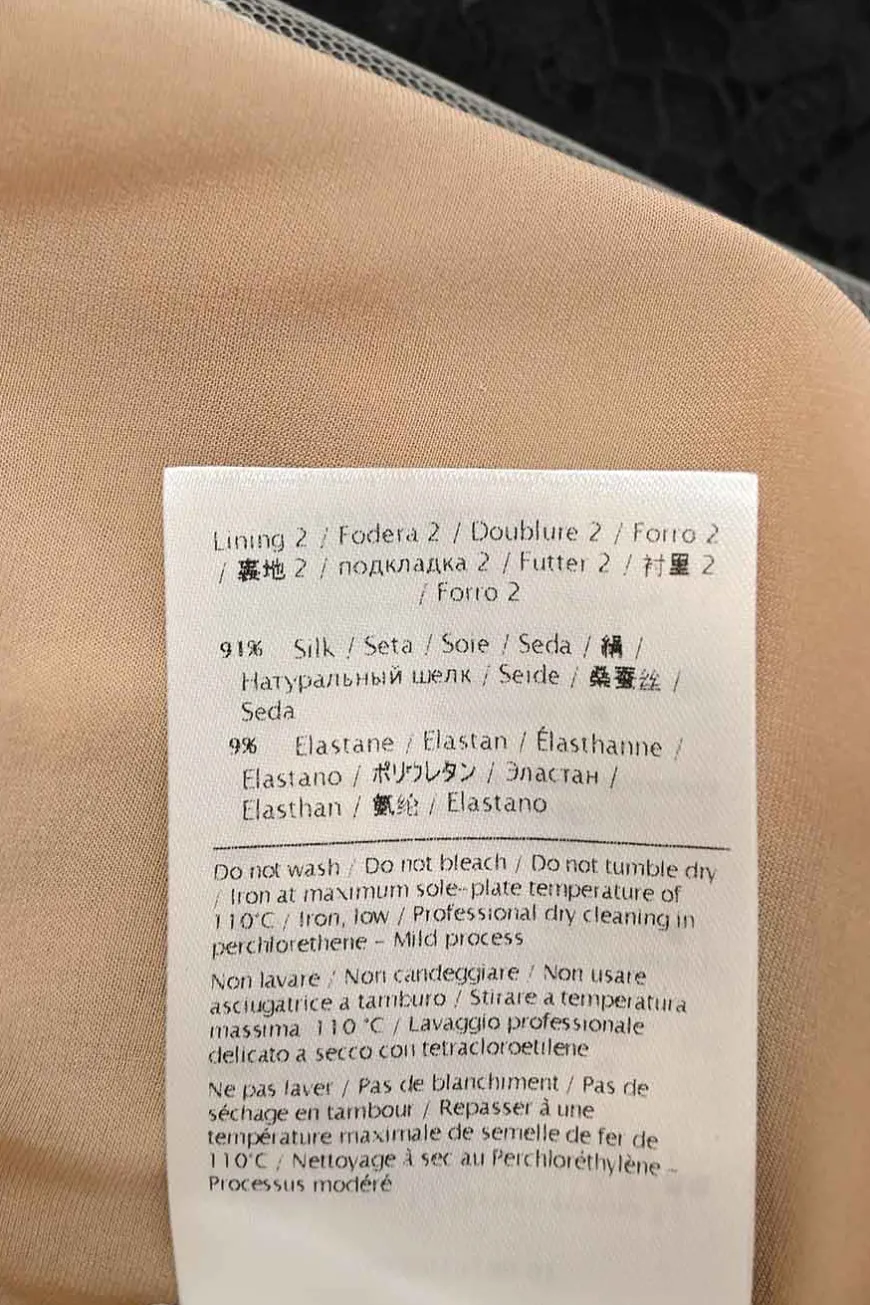 Lining 2 / Fodera 2 / Doublure 2 / Forro 2
/ 裏地 2 / подкладка 2 / Futter 2 / 衬里 2
/ Forro 2
91% Silk / Seta / Soie / Seda / 絹 /
Натуральный шелк / Seide / 桑蚕丝 /
Seda
9% Elastane / Elastan / Élasthanne /
Elastano / ポリウレタン / Эластан /
Elasthan / 氨纶 / Elastano
Do not wash / Do not bleach / Do not tumble dry
/ Iron at maximum sole-plate temperature of
110°C / Iron, low / Professional dry cleaning in
perchlorethene - Mild process
Non lavare / Non candeggiare / Non usare
asciugatrice a tamburo / Stirare a temperatura
massima 110 °C / Lavaggio professionale
delicato a secco con tetracloroetilene
Ne pas laver / Pas de blanchiment / Pas de
séchage en tambour / Repasser à une
température maximale de semelle de fer de
110°C / Nettoyage à sec au Perchloréthylène -
Processus modéré